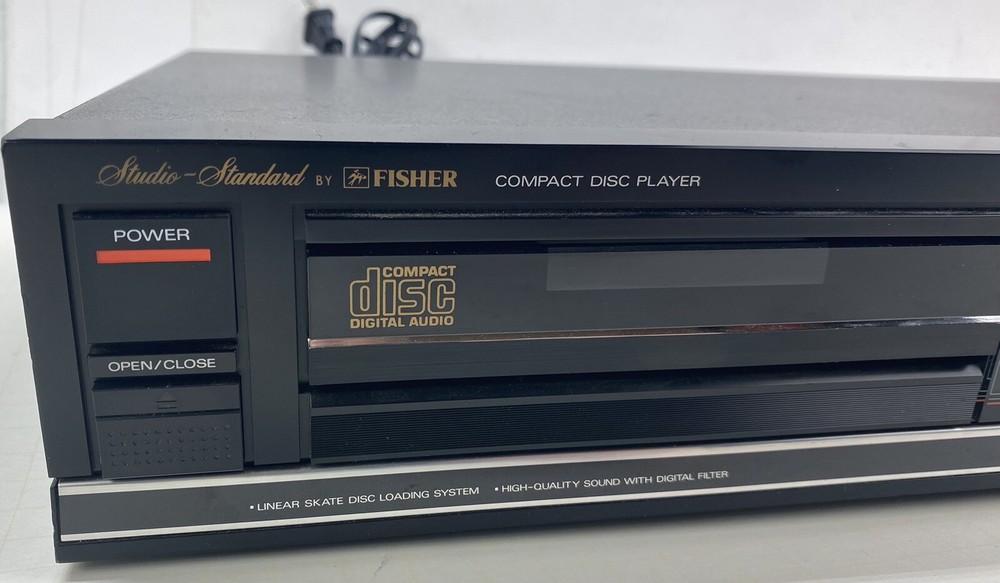 Studio-Standard BY FISHER COMPACT DISC PLAYER
POWER
COMPACT
disc
DIGITAL AUDIO
OPEN/CLOSE
• LINEAR SKATE DISC LOADING SYSTEM • HIGH-QUALITY SOUND WITH DIGITAL FILTER